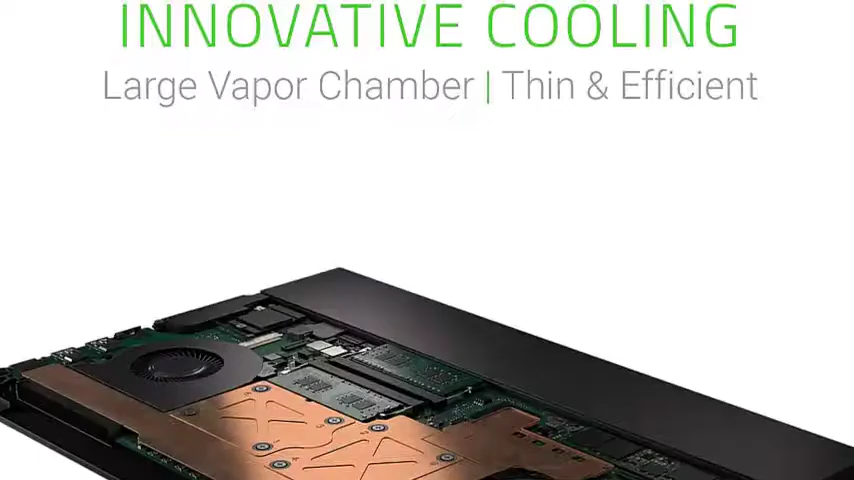 INNOVATIVE COOLING
Large Vapor Chamber | Thin & Efficient